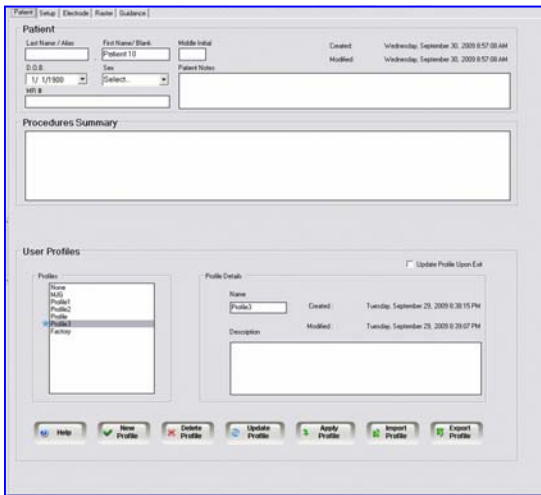 Patient Setup Electrode Raster Guidance
Patient
Last Name / Alias First Name/ Blank Middle Initial
Created: Wednesday, September 30, 2009 8:57:08 AM
, Patient 10
Modified: Wednesday, September 30, 2009 8:57:08 AM
D.O.B. Sex Patient Notes
1/ 1/1900 Select..
MR #
Procedures Summary
User Profiles
Update Profile Upon Exit
Profiles Profile Details
None
MJG
Profile1
Profile2
Profile
Profile3
Factory
Name
Profile3 Created: Tuesday, September 29, 2009 8:38:15 PM
Modified: Tuesday, September 29, 2009 8:39:07 PM
Description
Help
New Profile
Delete Profile
Update Profile
Apply Profile
Import Profile
Export Profile